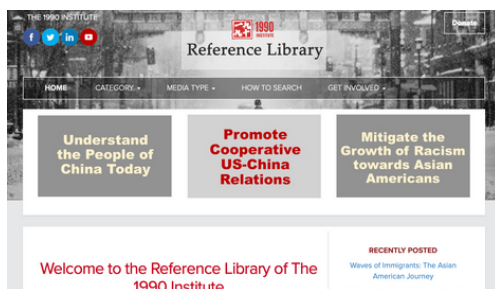 THE 1990 INSTITUTE
Donate
1990
INSTITUTE
Reference Library
HOME
CATEGORY
MEDIA TYPE
HOW TO SEARCH
GET INVOLVED
Understand
the People of
China Today
Promote
Cooperative
US-China
Relations
Mitigate the
Growth of Racism
towards Asian
Americans
Welcome to the Reference Library of The
1990 Institute
RECENTLY POSTED
Waves of Immigrants: The Asian
American Journey